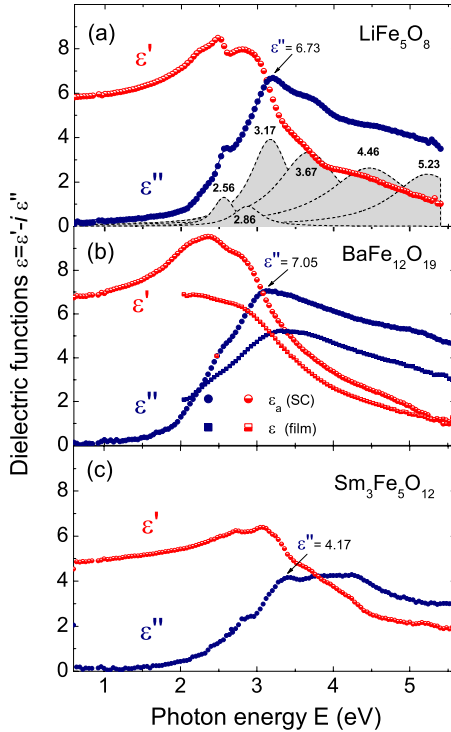 (a)
LiFe₅O₈
8
ε'
ε''= 6.73
6
4
3.17
ε''
3.67
4.46
5.23
2
2.56
2.86
0
(b)
BaFe₁₂O₁₉
8
ε''= 7.05
6
ε'
4
ε''
2
εₐ (SC)
ε (film)
0
(c)
Sm₃Fe₅O₁₂
8
ε'
6
ε''= 4.17
4
ε''
2
0
1 2 3 4 5
Photon energy E (eV)
Dielectric functions ε=ε'-i ε''